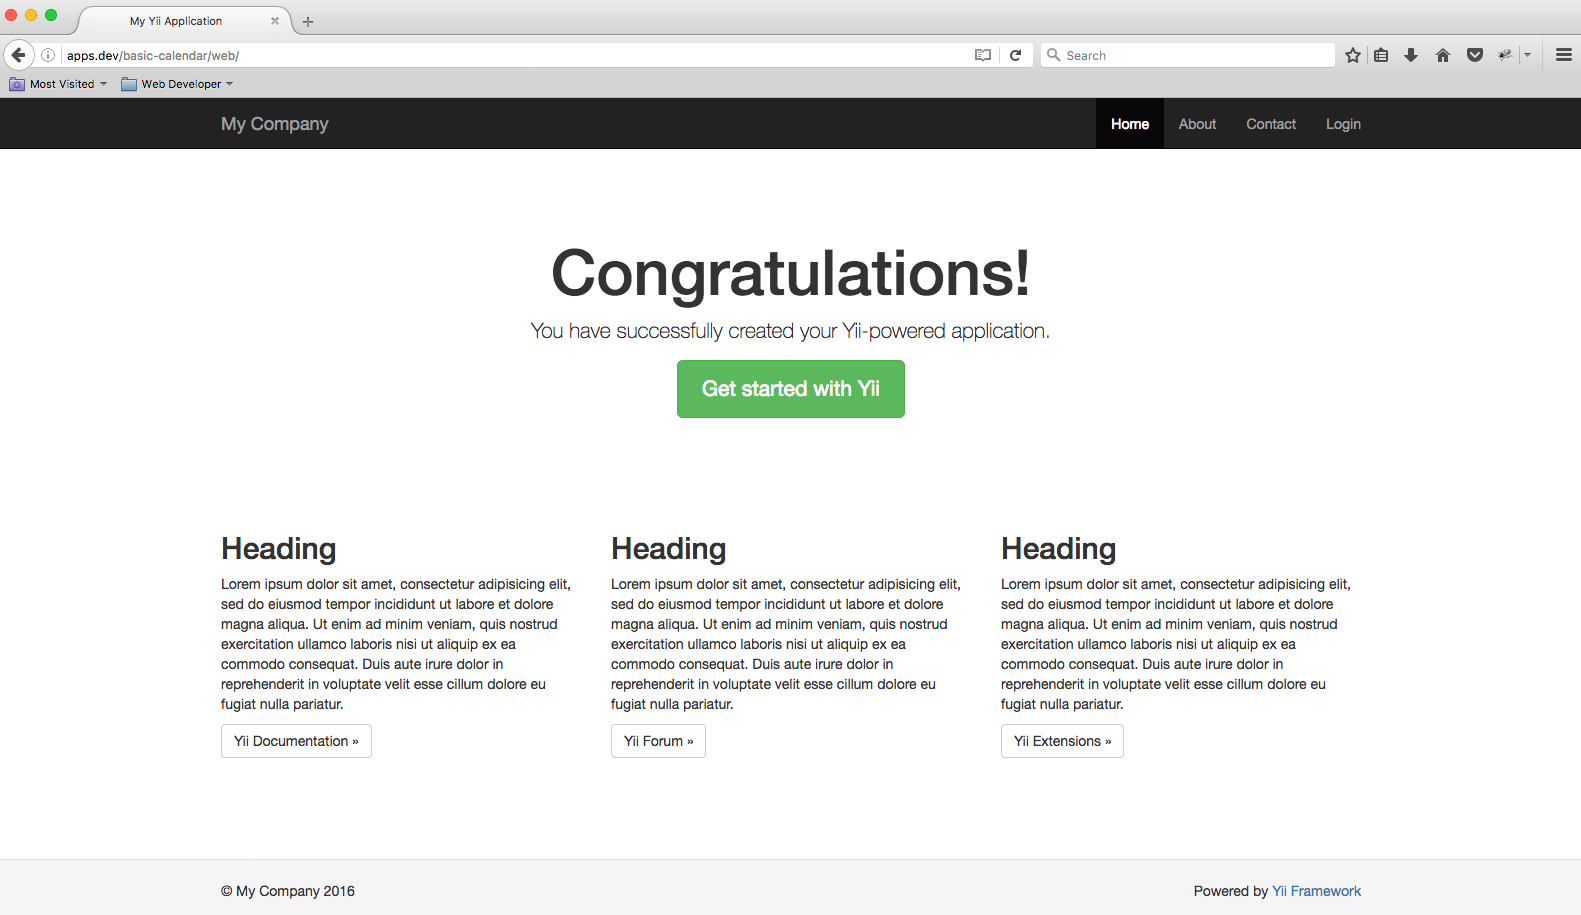 My Yii Application
apps.dev/basic-calendar/web/
Search
Most Visited
Web Developer
My Company
Home
About
Contact
Login
Congratulations!
You have successfully created your Yii-powered application.
Get started with Yii
Heading
Lorem ipsum dolor sit amet, consectetur adipisicing elit,
sed do eiusmod tempor incididunt ut labore et dolore
magna aliqua. Ut enim ad minim veniam, quis nostrud
exercitation ullamco laboris nisi ut aliquip ex ea
commodo consequat. Duis aute irure dolor in
reprehenderit in voluptate velit esse cillum dolore eu
fugiat nulla pariatur.
Yii Documentation »
Heading
Lorem ipsum dolor sit amet, consectetur adipisicing elit,
sed do eiusmod tempor incididunt ut labore et dolore
magna aliqua. Ut enim ad minim veniam, quis nostrud
exercitation ullamco laboris nisi ut aliquip ex ea
commodo consequat. Duis aute irure dolor in
reprehenderit in voluptate velit esse cillum dolore eu
fugiat nulla pariatur.
Yii Forum »
Heading
Lorem ipsum dolor sit amet, consectetur adipisicing elit,
sed do eiusmod tempor incididunt ut labore et dolore
magna aliqua. Ut enim ad minim veniam, quis nostrud
exercitation ullamco laboris nisi ut aliquip ex ea
commodo consequat. Duis aute irure dolor in
reprehenderit in voluptate velit esse cillum dolore eu
fugiat nulla pariatur.
Yii Extensions »
© My Company 2016
Powered by Yii Framework